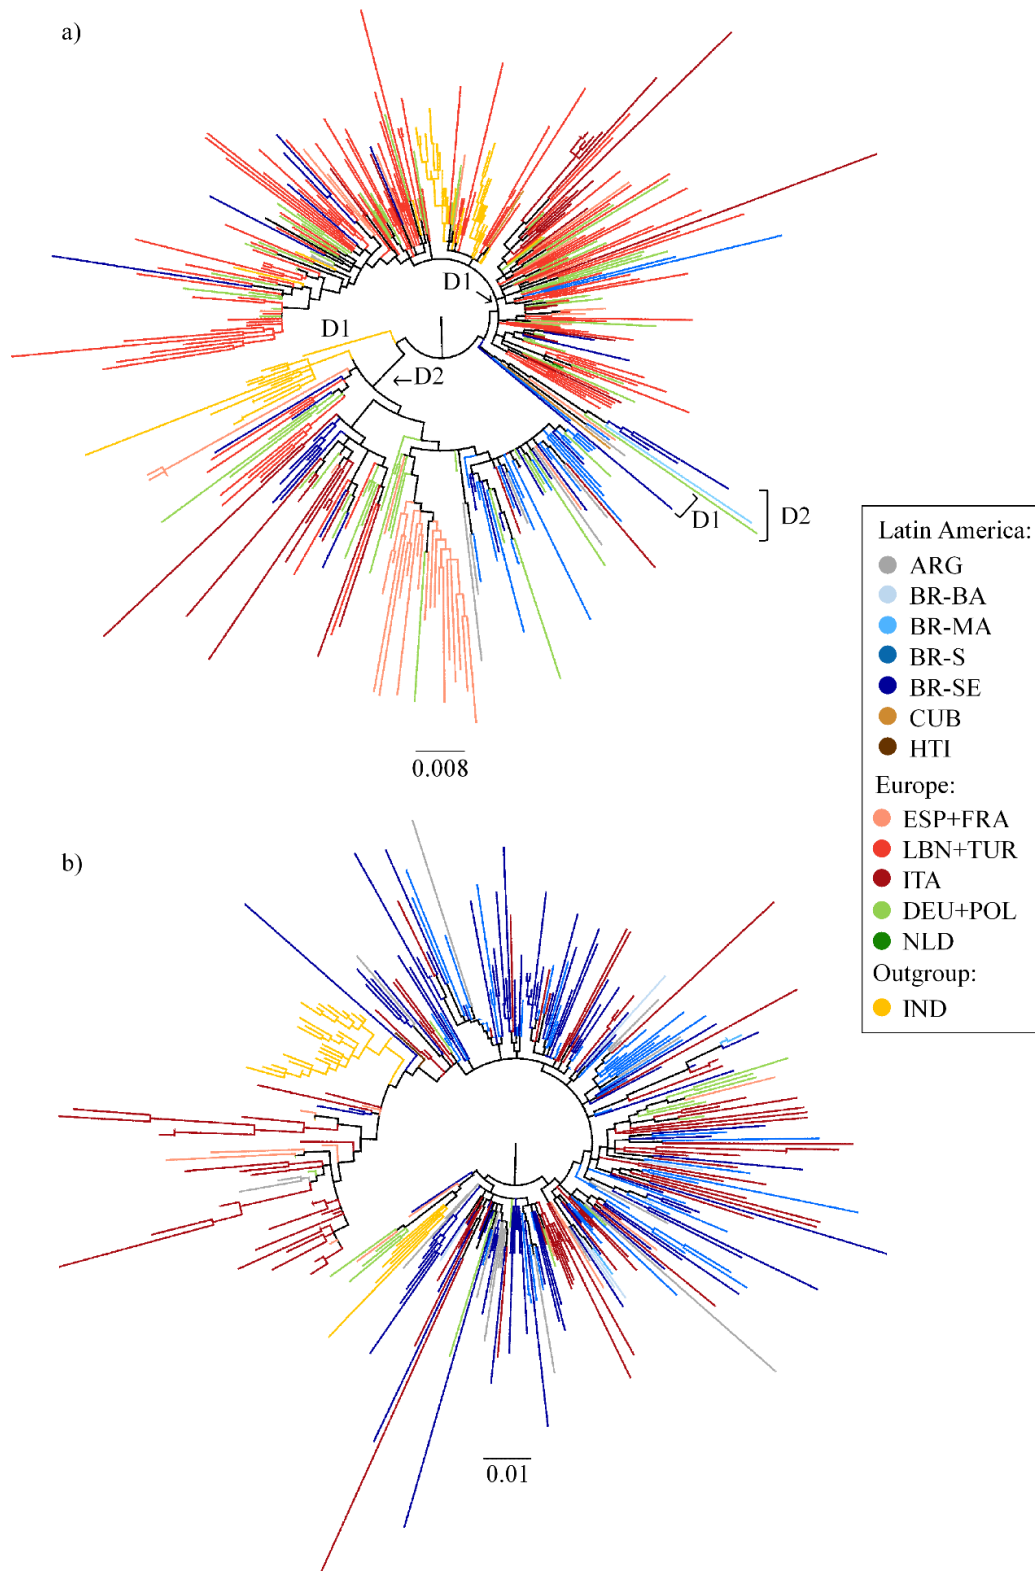 a)
D1
D1
←D2
D1
D2
0.008
Latin America:
ARG
BR-BA
BR-MA
BR-S
BR-SE
CUB
HTI
Europe:
ESP+FRA
LBN+TUR
ITA
DEU+POL
NLD
Outgroup:
IND
b)
0.01